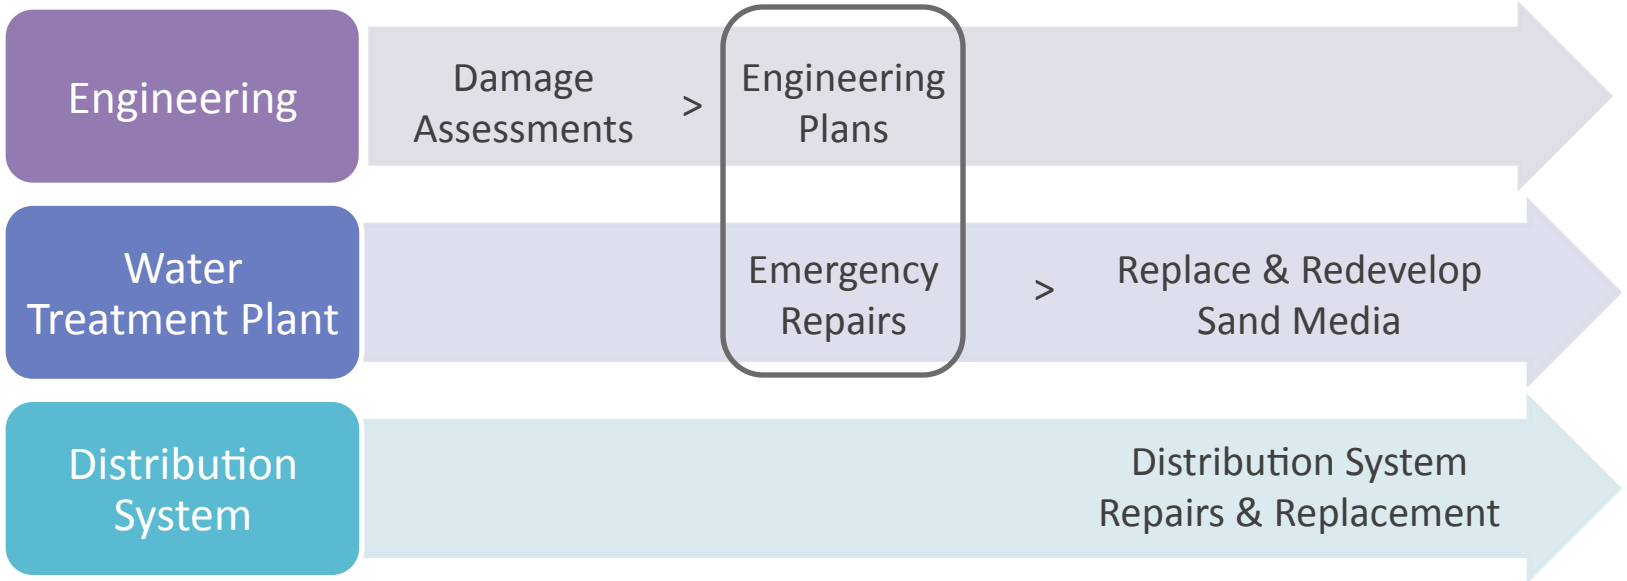 Engineering
Damage
Assessments
>
Engineering
Plans
Water
Treatment Plant
Emergency
Repairs
>
Replace & Redevelop
Sand Media
Distribution
System
Distribution System
Repairs & Replacement